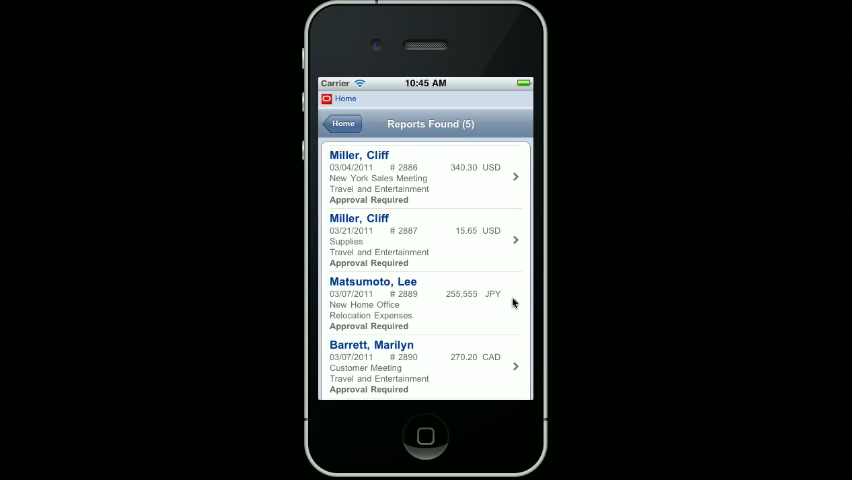 Carrier 10:45 AM
Home
Home Reports Found (5)
Miller, Cliff
03/04/2011 # 2886 340.30 USD
New York Sales Meeting
Travel and Entertainment
Approval Required
Miller, Cliff
03/21/2011 # 2887 15.65 USD
Supplies
Travel and Entertainment
Approval Required
Matsumoto, Lee
03/07/2011 # 2889 255,555 JPY
New Home Office
Relocation Expenses
Approval Required
Barrett, Marilyn
03/07/2011 # 2890 270.20 CAD
Customer Meeting
Travel and Entertainment
Approval Required